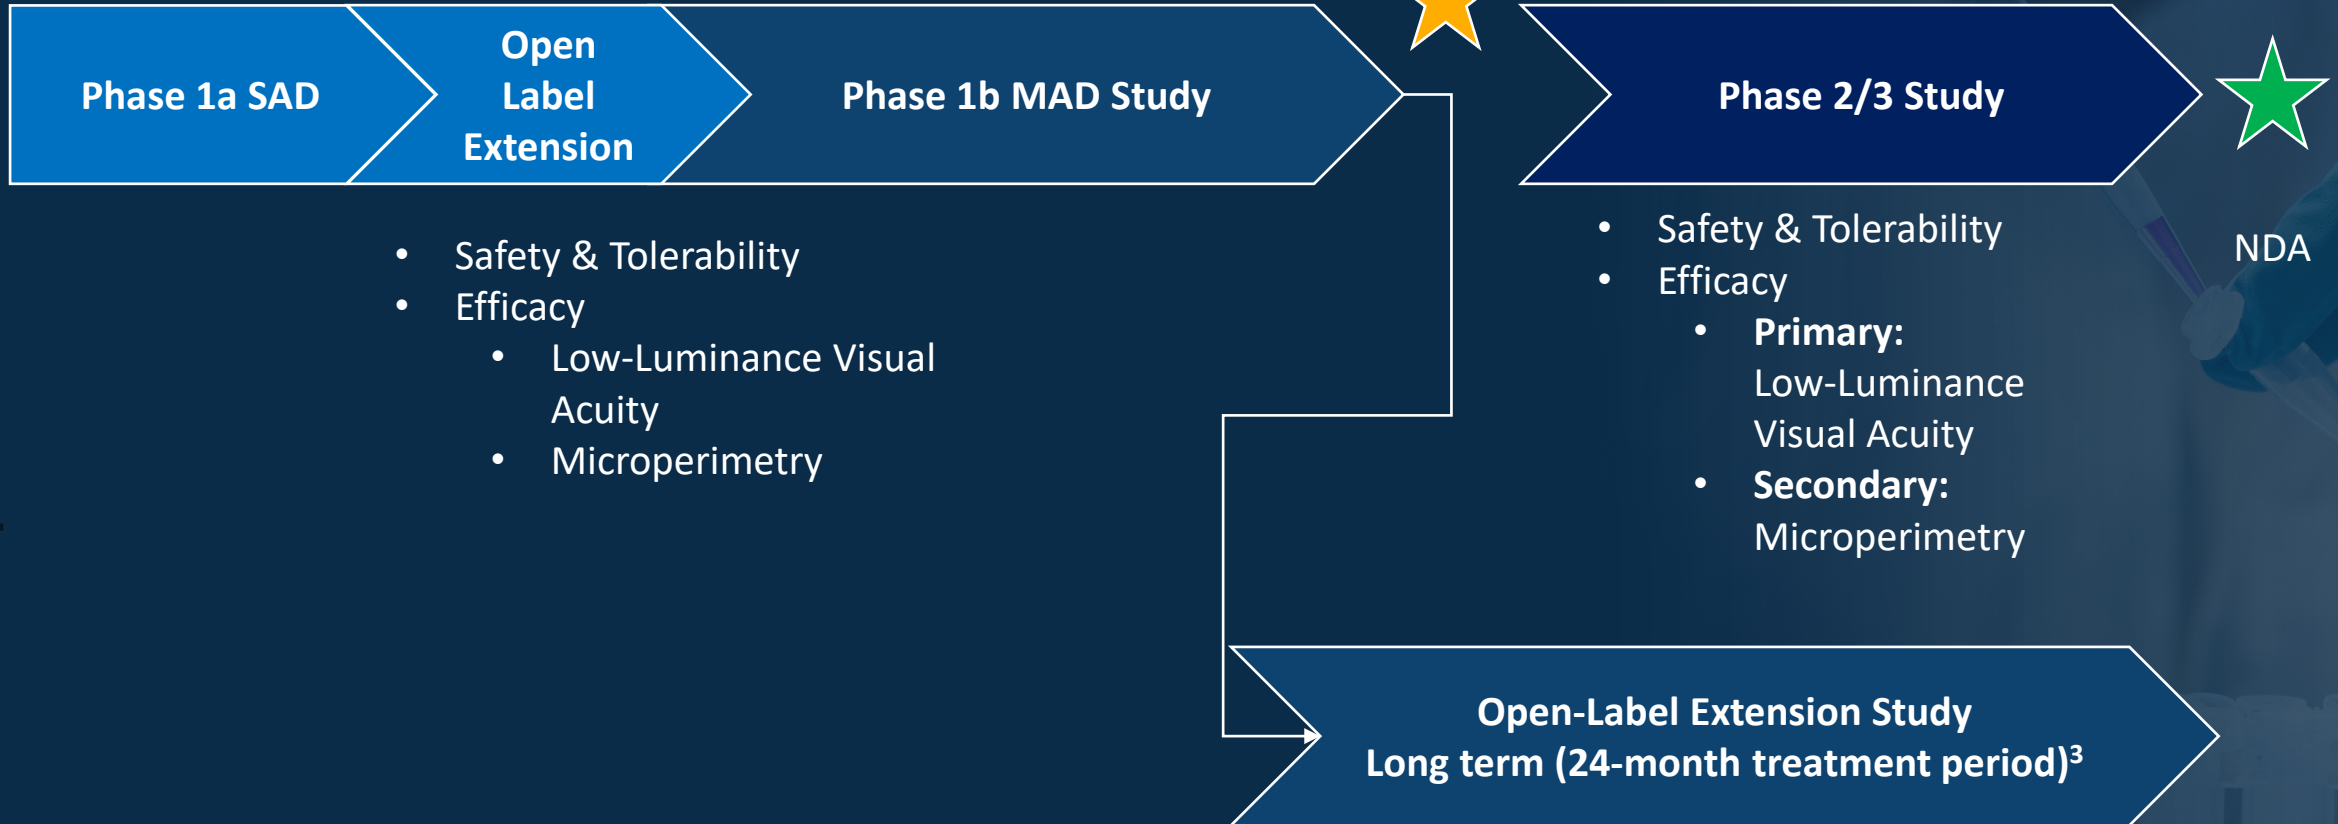 Phase 1a SAD
Open
Label
Extension
Phase 1b MAD Study
Phase 2/3 Study
• Safety & Tolerability
• Efficacy
• Low-Luminance Visual
Acuity
• Microperimetry
• Safety & Tolerability
• Efficacy
• Primary:
Low-Luminance
Visual Acuity
• Secondary:
Microperimetry
NDA
Open-Label Extension Study
Long term (24-month treatment period)³